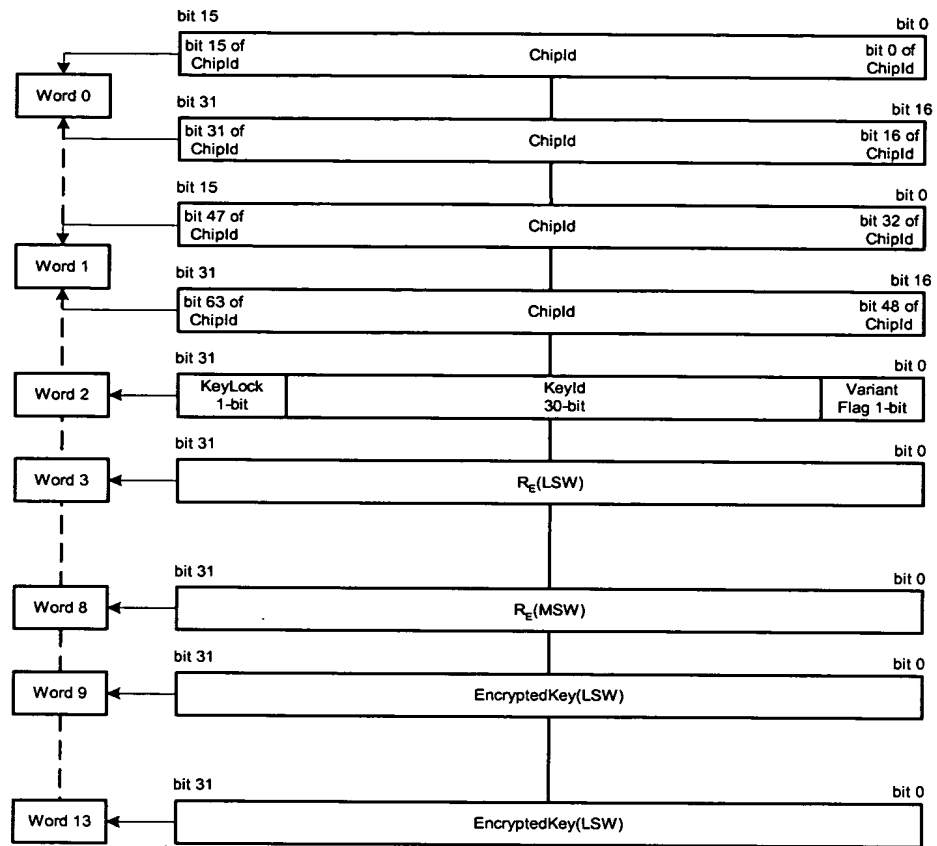 bit 15 bit 0
bit 15 of ChipId bit 0 of
ChipId ChipId
Word 0
bit 31 bit 16
bit 31 of ChipId bit 16 of
ChipId ChipId
bit 15 bit 0
bit 47 of ChipId bit 32 of
ChipId ChipId
Word 1
bit 31 bit 16
bit 63 of ChipId bit 48 of
ChipId ChipId
bit 31 bit 0
Word 2 KeyLock KeyId Variant
1-bit 30-bit Flag 1-bit
bit 31 bit 0
Word 3 R_E(LSW)
bit 31 bit 0
Word 8 R_E(MSW)
bit 31 bit 0
Word 9 EncryptedKey(LSW)
bit 31 bit 0
Word 13 EncryptedKey(LSW)